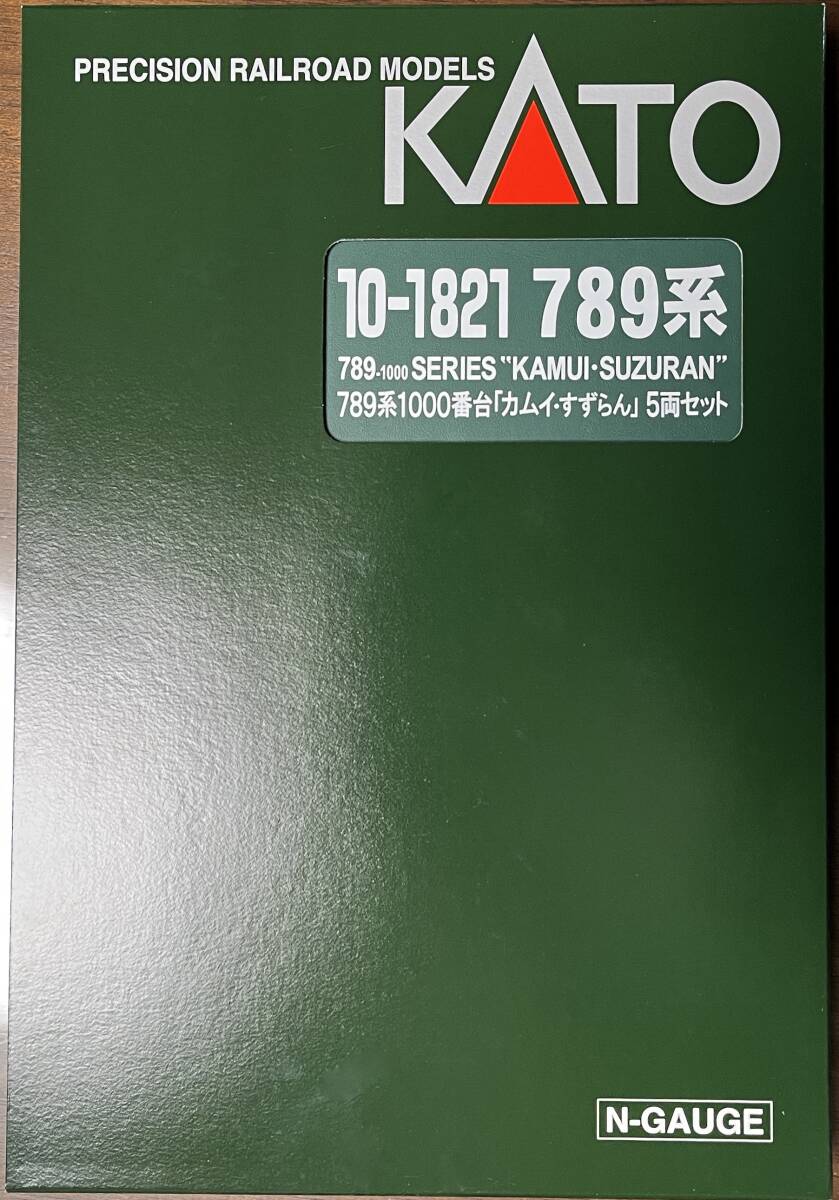 PRECISION RAILROAD MODELS
KATO
10-1821 789系
789-1000 SERIES "KAMUI・SUZURAN"
789系1000番台「カムイ・すずらん」 5両セット
N-GAUGE